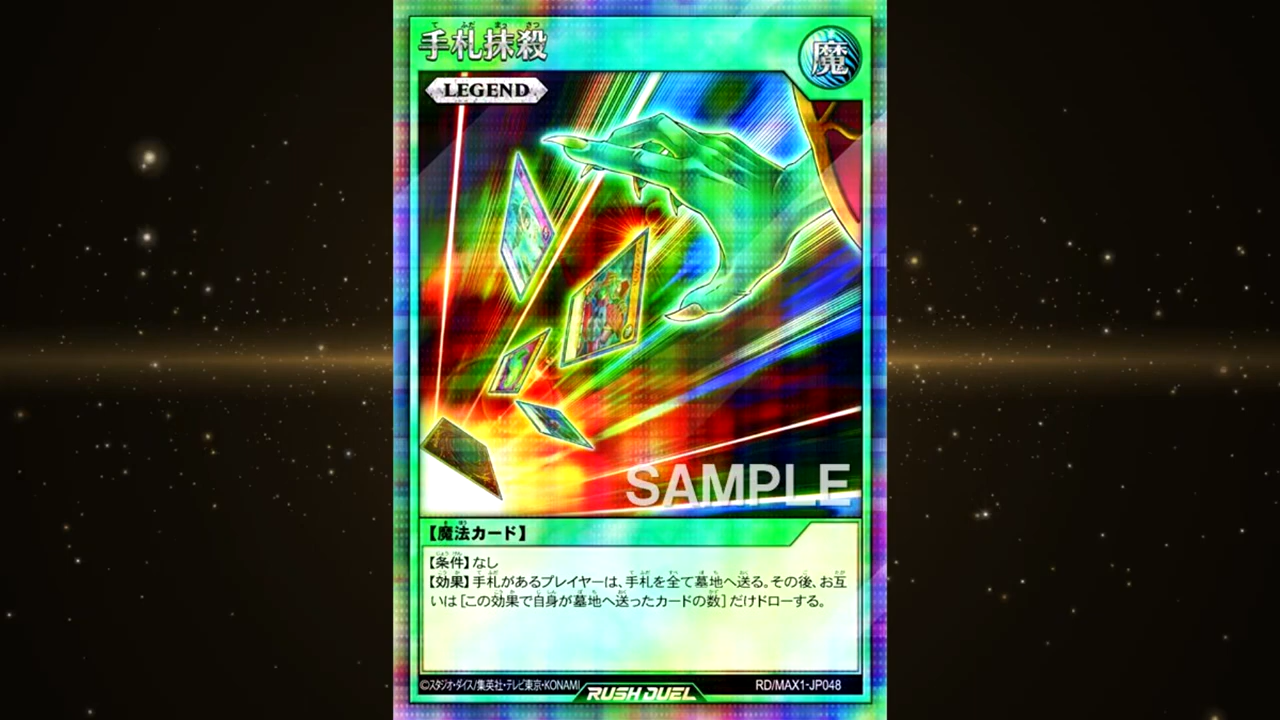 手札抹殺
魔
LEGEND
SAMPLE
【魔法カード】
【条件】なし
【効果】手札があるプレイヤーは、手札を全て墓地へ送る。その後、お互
いは[この効果で自身が墓地へ送ったカードの数]だけドローする。
©スタジオ・ダイス/集英社・テレビ東京・KONAMI
RUSH DUEL
RD/MAX1-JP048